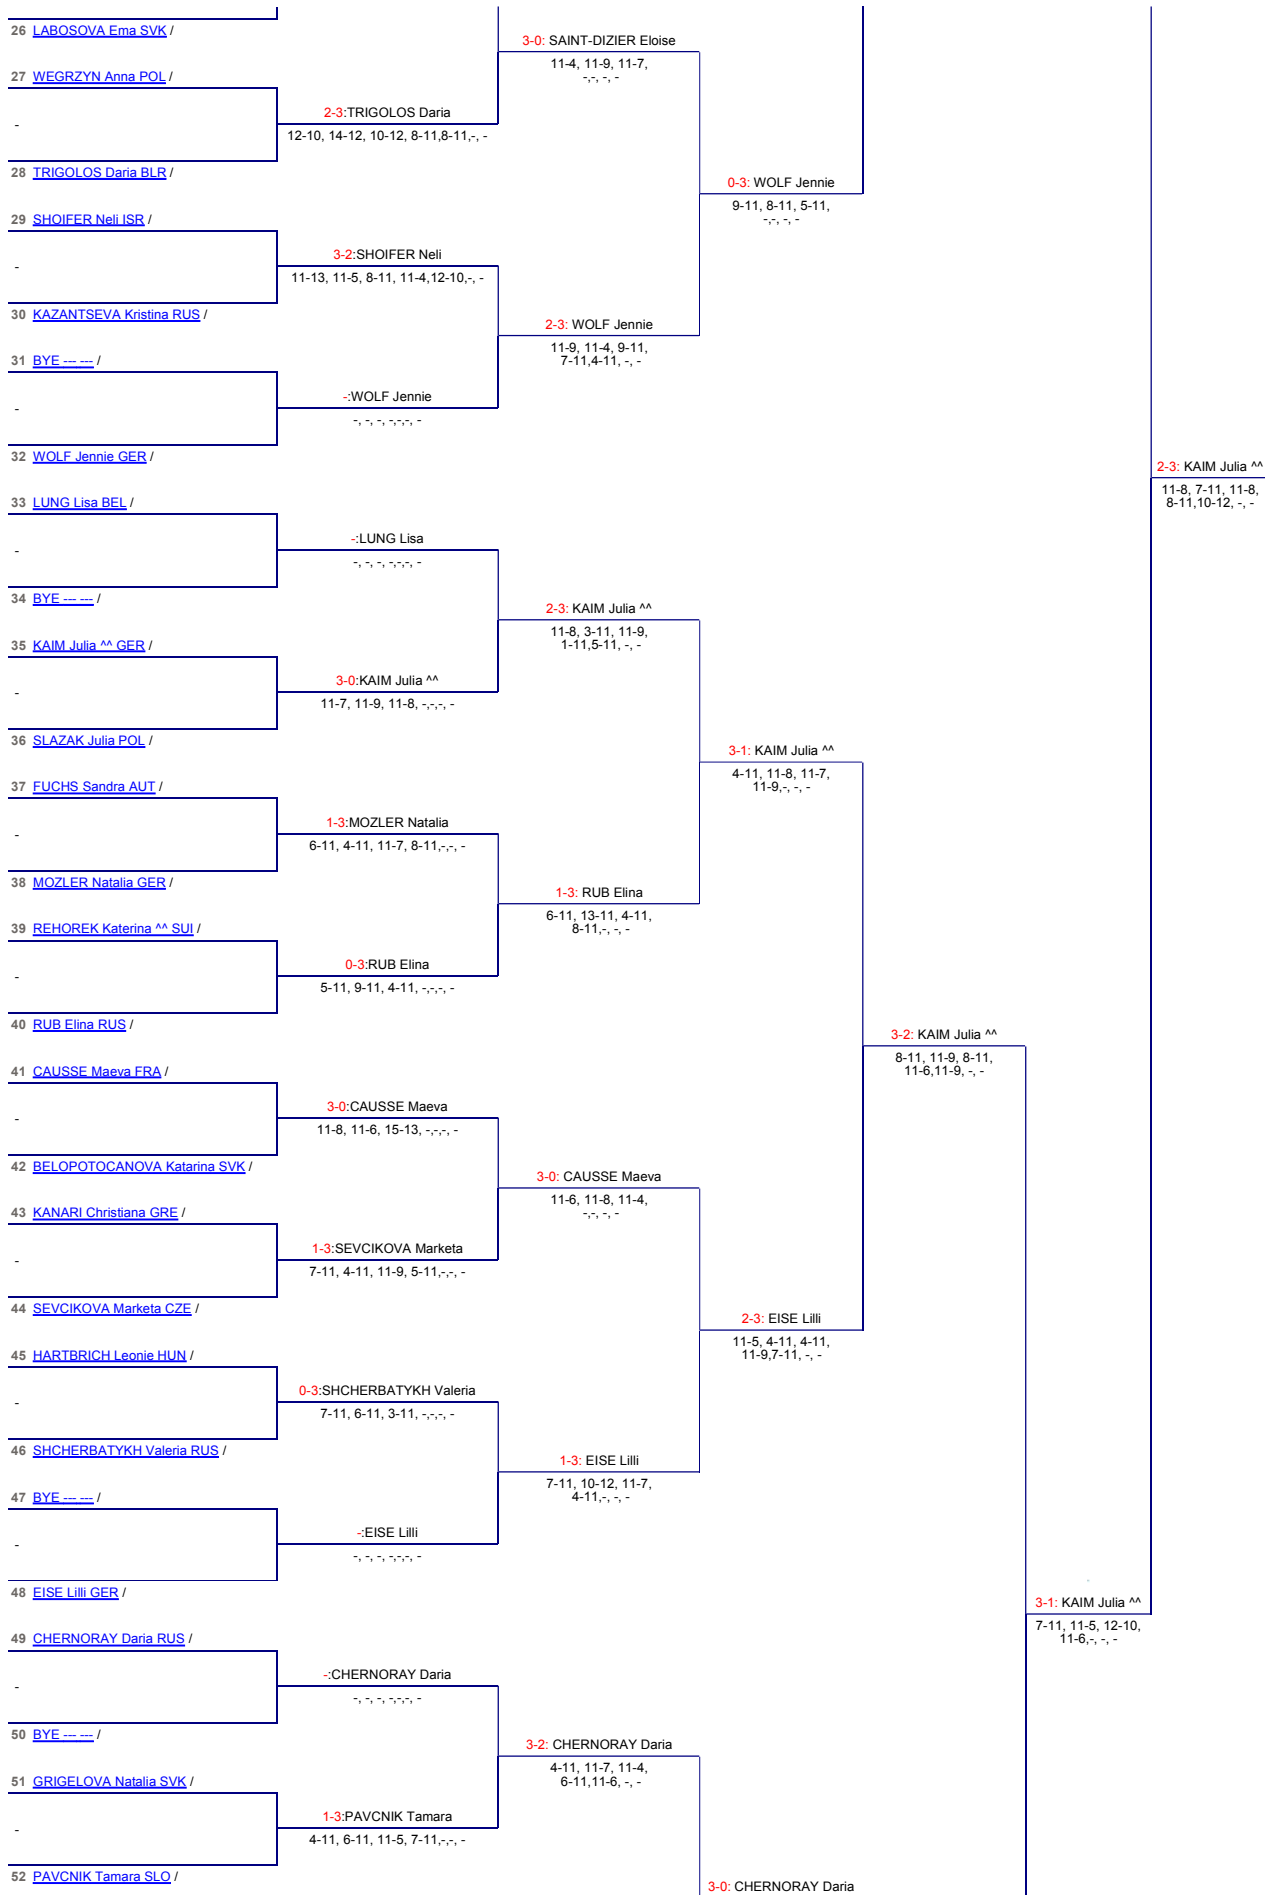 26 LABOSOVA Ema SVK /
3-0: SAINT-DIZIER Eloise
11-4, 11-9, 11-7,
-,-, -, -
27 WEGRZYN Anna POL /
2-3:TRIGOLOS Daria
-
12-10, 14-12, 10-12, 8-11,8-11,-, -
28 TRIGOLOS Daria BLR /
0-3: WOLF Jennie
9-11, 8-11, 5-11,
-,-, -, -
29 SHOIFER Neli ISR /
3-2:SHOIFER Neli
-
11-13, 11-5, 8-11, 11-4,12-10,-, -
30 KAZANTSEVA Kristina RUS /
2-3: WOLF Jennie
11-9, 11-4, 9-11,
7-11,4-11, -, -
31 BYE --- --- /
-:WOLF Jennie
-
-, -, -, -,-,-, -
32 WOLF Jennie GER /
2-3: KAIM Julia ^^
11-8, 7-11, 11-8,
8-11,10-12, -, -
33 LUNG Lisa BEL /
-:LUNG Lisa
-
-, -, -, -,-,-, -
34 BYE --- --- /
2-3: KAIM Julia ^^
11-8, 3-11, 11-9,
1-11,5-11, -, -
35 KAIM Julia ^^ GER /
3-0:KAIM Julia ^^
-
11-7, 11-9, 11-8, -,-,-, -
36 SLAZAK Julia POL /
3-1: KAIM Julia ^^
4-11, 11-8, 11-7,
11-9,-, -, -
37 FUCHS Sandra AUT /
1-3:MOZLER Natalia
-
6-11, 4-11, 11-7, 8-11,-,-, -
38 MOZLER Natalia GER /
1-3: RUB Elina
6-11, 13-11, 4-11,
8-11,-, -, -
39 REHOREK Katerina ^^ SUI /
0-3:RUB Elina
-
5-11, 9-11, 4-11, -,-,-, -
40 RUB Elina RUS /
3-2: KAIM Julia ^^
8-11, 11-9, 8-11,
11-6,11-9, -, -
41 CAUSSE Maeva FRA /
3-0:CAUSSE Maeva
-
11-8, 11-6, 15-13, -,-,-, -
42 BELOPOTOCANOVA Katarina SVK /
3-0: CAUSSE Maeva
11-6, 11-8, 11-4,
-,-, -, -
43 KANARI Christiana GRE /
1-3:SEVCIKOVA Marketa
-
7-11, 4-11, 11-9, 5-11,-,-, -
44 SEVCIKOVA Marketa CZE /
2-3: EISE Lilli
11-5, 4-11, 4-11,
11-9,7-11, -, -
45 HARTBRICH Leonie HUN /
0-3:SHCHERBATYKH Valeria
-
7-11, 6-11, 3-11, -,-,-, -
46 SHCHERBATYKH Valeria RUS /
1-3: EISE Lilli
7-11, 10-12, 11-7,
4-11,-, -, -
47 BYE --- --- /
-:EISE Lilli
-
-, -, -, -,-,-, -
48 EISE Lilli GER /
-
3-1: KAIM Julia ^^
7-11, 11-5, 12-10,
11-6,-, -, -
49 CHERNORAY Daria RUS /
-:CHERNORAY Daria
-
-, -, -, -,-,-, -
50 BYE --- --- /
3-2: CHERNORAY Daria
4-11, 11-7, 11-4,
6-11,11-6, -, -
51 GRIGELOVA Natalia SVK /
1-3:PAVCNIK Tamara
-
4-11, 6-11, 11-5, 7-11,-,-, -
52 PAVCNIK Tamara SLO /
3-0: CHERNORAY Daria